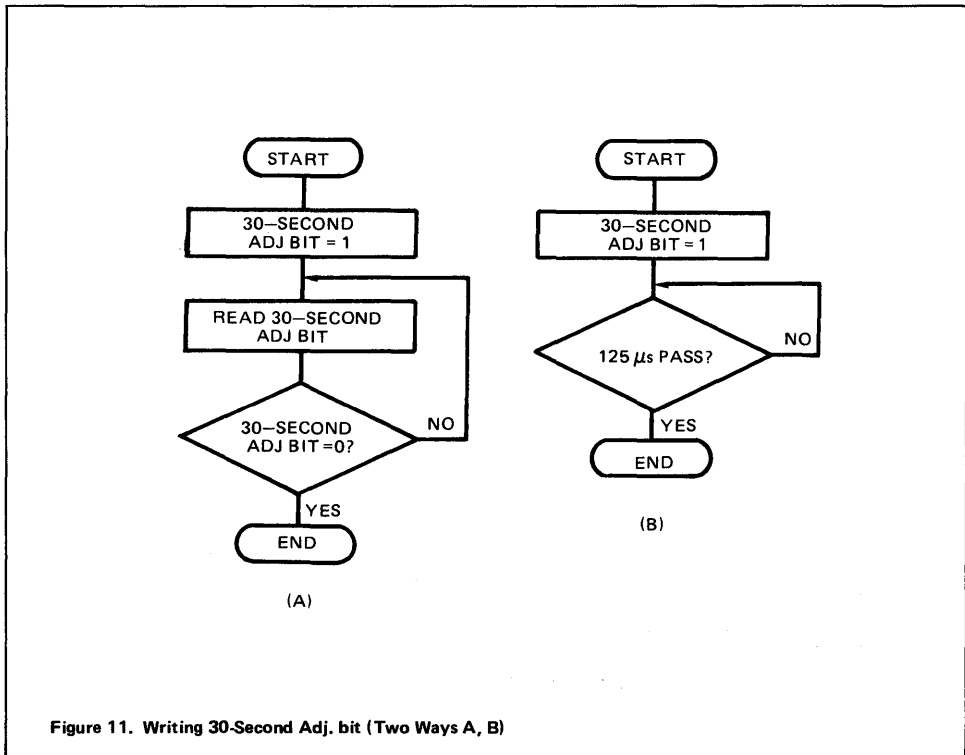 START
30–SECOND
ADJ BIT = 1
READ 30–SECOND
ADJ BIT
30–SECOND
ADJ BIT =0?
NO
YES
END
(A)
START
30–SECOND
ADJ BIT = 1
125 μs PASS?
NO
YES
END
(B)
Figure 11. Writing 30-Second Adj. bit (Two Ways A, B)